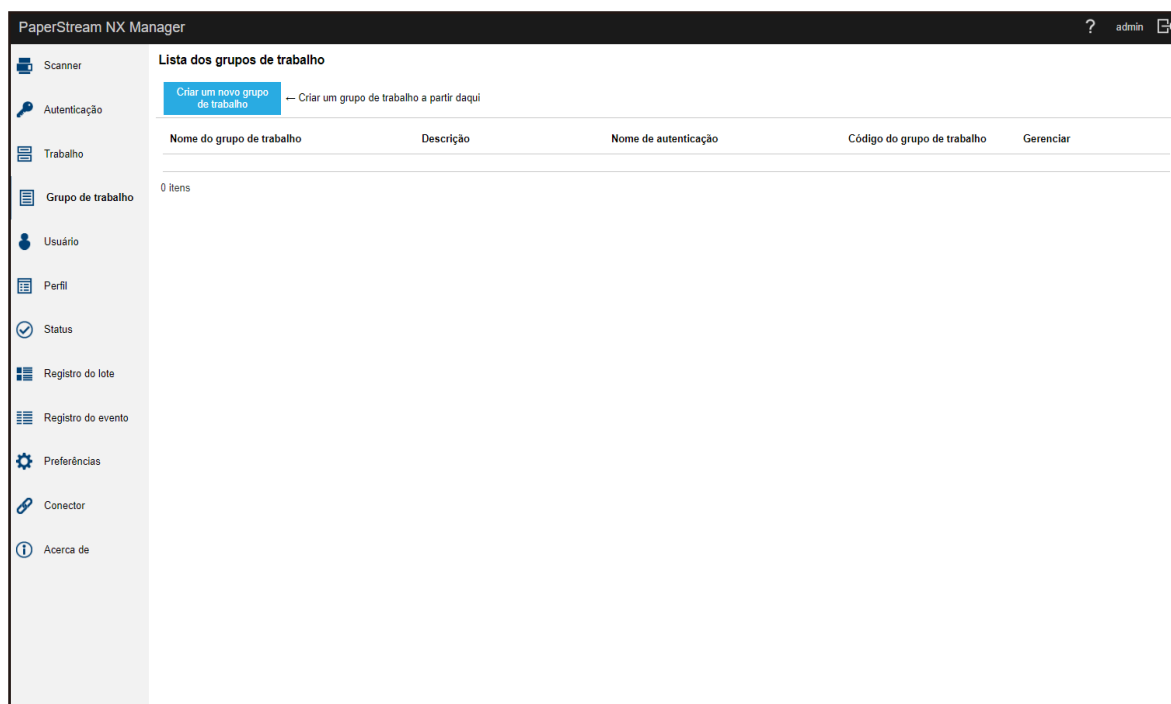 PaperStream NX Manager
? admin
Scanner
Autenticação
Trabalho
Grupo de trabalho
Usuário
Perfil
Status
Registro do lote
Registro do evento
Preferências
Conector
Acerca de
Lista dos grupos de trabalho
Criar um novo grupo
de trabalho
← Criar um grupo de trabalho a partir daqui
Nome do grupo de trabalho Descrição Nome de autenticação Código do grupo de trabalho Gerenciar
0 itens